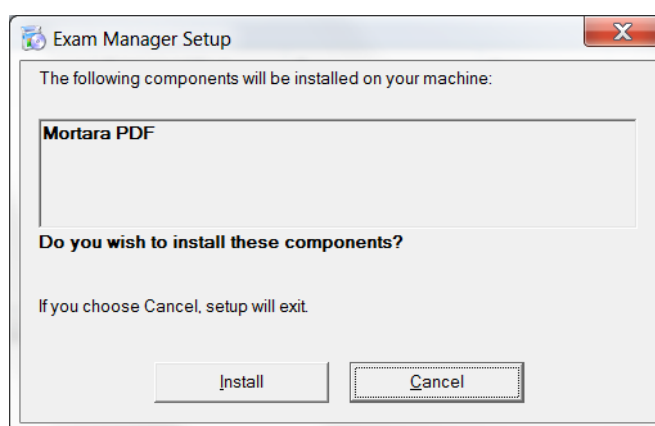 Exam Manager Setup
The following components will be installed on your machine:
Mortara PDF
Do you wish to install these components?
If you choose Cancel, setup will exit.
Install
Cancel